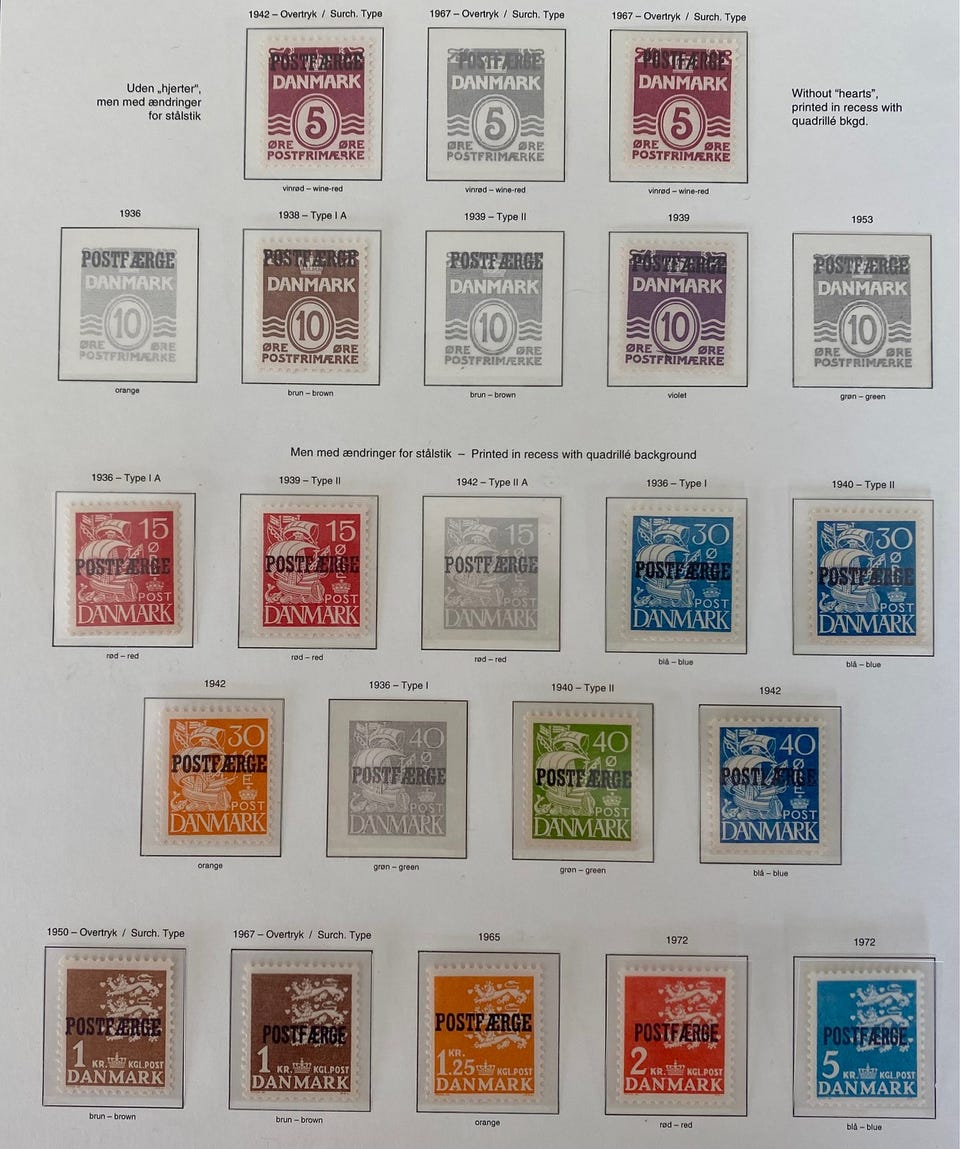 1942 – Overtryk / Surch. Type
1967 – Overtryk / Surch. Type
1967 – Overtryk / Surch. Type
Uden „hjerter“,
men med ændringer
for stålstik
POSTFÆRGE
DANMARK
5
ØRE ØRE
POSTFRIMÆRKE
POSTFÆRGE
DANMARK
5
ØRE ØRE
POSTFRIMÆRKE
POSTFÆRGE
DANMARK
5
ØRE ØRE
POSTFRIMÆRKE
Without “hearts”,
printed in recess with
quadrillé bkgd.
vinrød – wine-red
vinrød – wine-red
vinrød – wine-red
1936
1938 – Type I A
1939 – Type II
1939
1953
POSTFÆRGE
DANMARK
10
ØRE ØRE
POSTFRIMÆRKE
POSTFÆRGE
DANMARK
10
ØRE ØRE
POSTFRIMÆRKE
POSTFÆRGE
DANMARK
10
ØRE ØRE
POSTFRIMÆRKE
POSTFÆRGE
DANMARK
10
ØRE ØRE
POSTFRIMÆRKE
POSTFÆRGE
DANMARK
10
ØRE ØRE
POSTFRIMÆRKE
orange
brun – brown
brun – brown
violet
grøn – green
Men med ændringer for stålstik – Printed in recess with quadrillé background
1936 – Type I A
1939 – Type II
1942 – Type II A
1936 – Type I
1940 – Type II
15
ØRE
POSTFÆRGE
POST
DANMARK
15
ØRE
POSTFÆRGE
POST
DANMARK
15
ØRE
POSTFÆRGE
POST
DANMARK
30
ØRE
POSTFÆRGE
POST
DANMARK
30
ØRE
POSTFÆRGE
POST
DANMARK
rød – red
rød – red
rød – red
blå – blue
blå – blue
1942
1936 – Type I
1940 – Type II
1942
30
ØRE
POSTFÆRGE
POST
DANMARK
40
ØRE
POSTFÆRGE
POST
DANMARK
40
ØRE
POSTFÆRGE
POST
DANMARK
40
ØRE
POSTFÆRGE
POST
DANMARK
orange
grøn – green
grøn – green
blå – blue
1950 – Overtryk / Surch. Type
1967 – Overtryk / Surch. Type
1965
1972
1972
POSTFÆRGE
1 KR. KGL.POST
DANMARK
POSTFÆRGE
1 KR. KGL.POST
DANMARK
POSTFÆRGE
KR.
1.25 KGL.POST
DANMARK
POSTFÆRGE
2 KR. KGL.POST
DANMARK
POSTFÆRGE
5 KR. KGL.POST
DANMARK
brun – brown
brun – brown
orange
rød – red
blå – blue